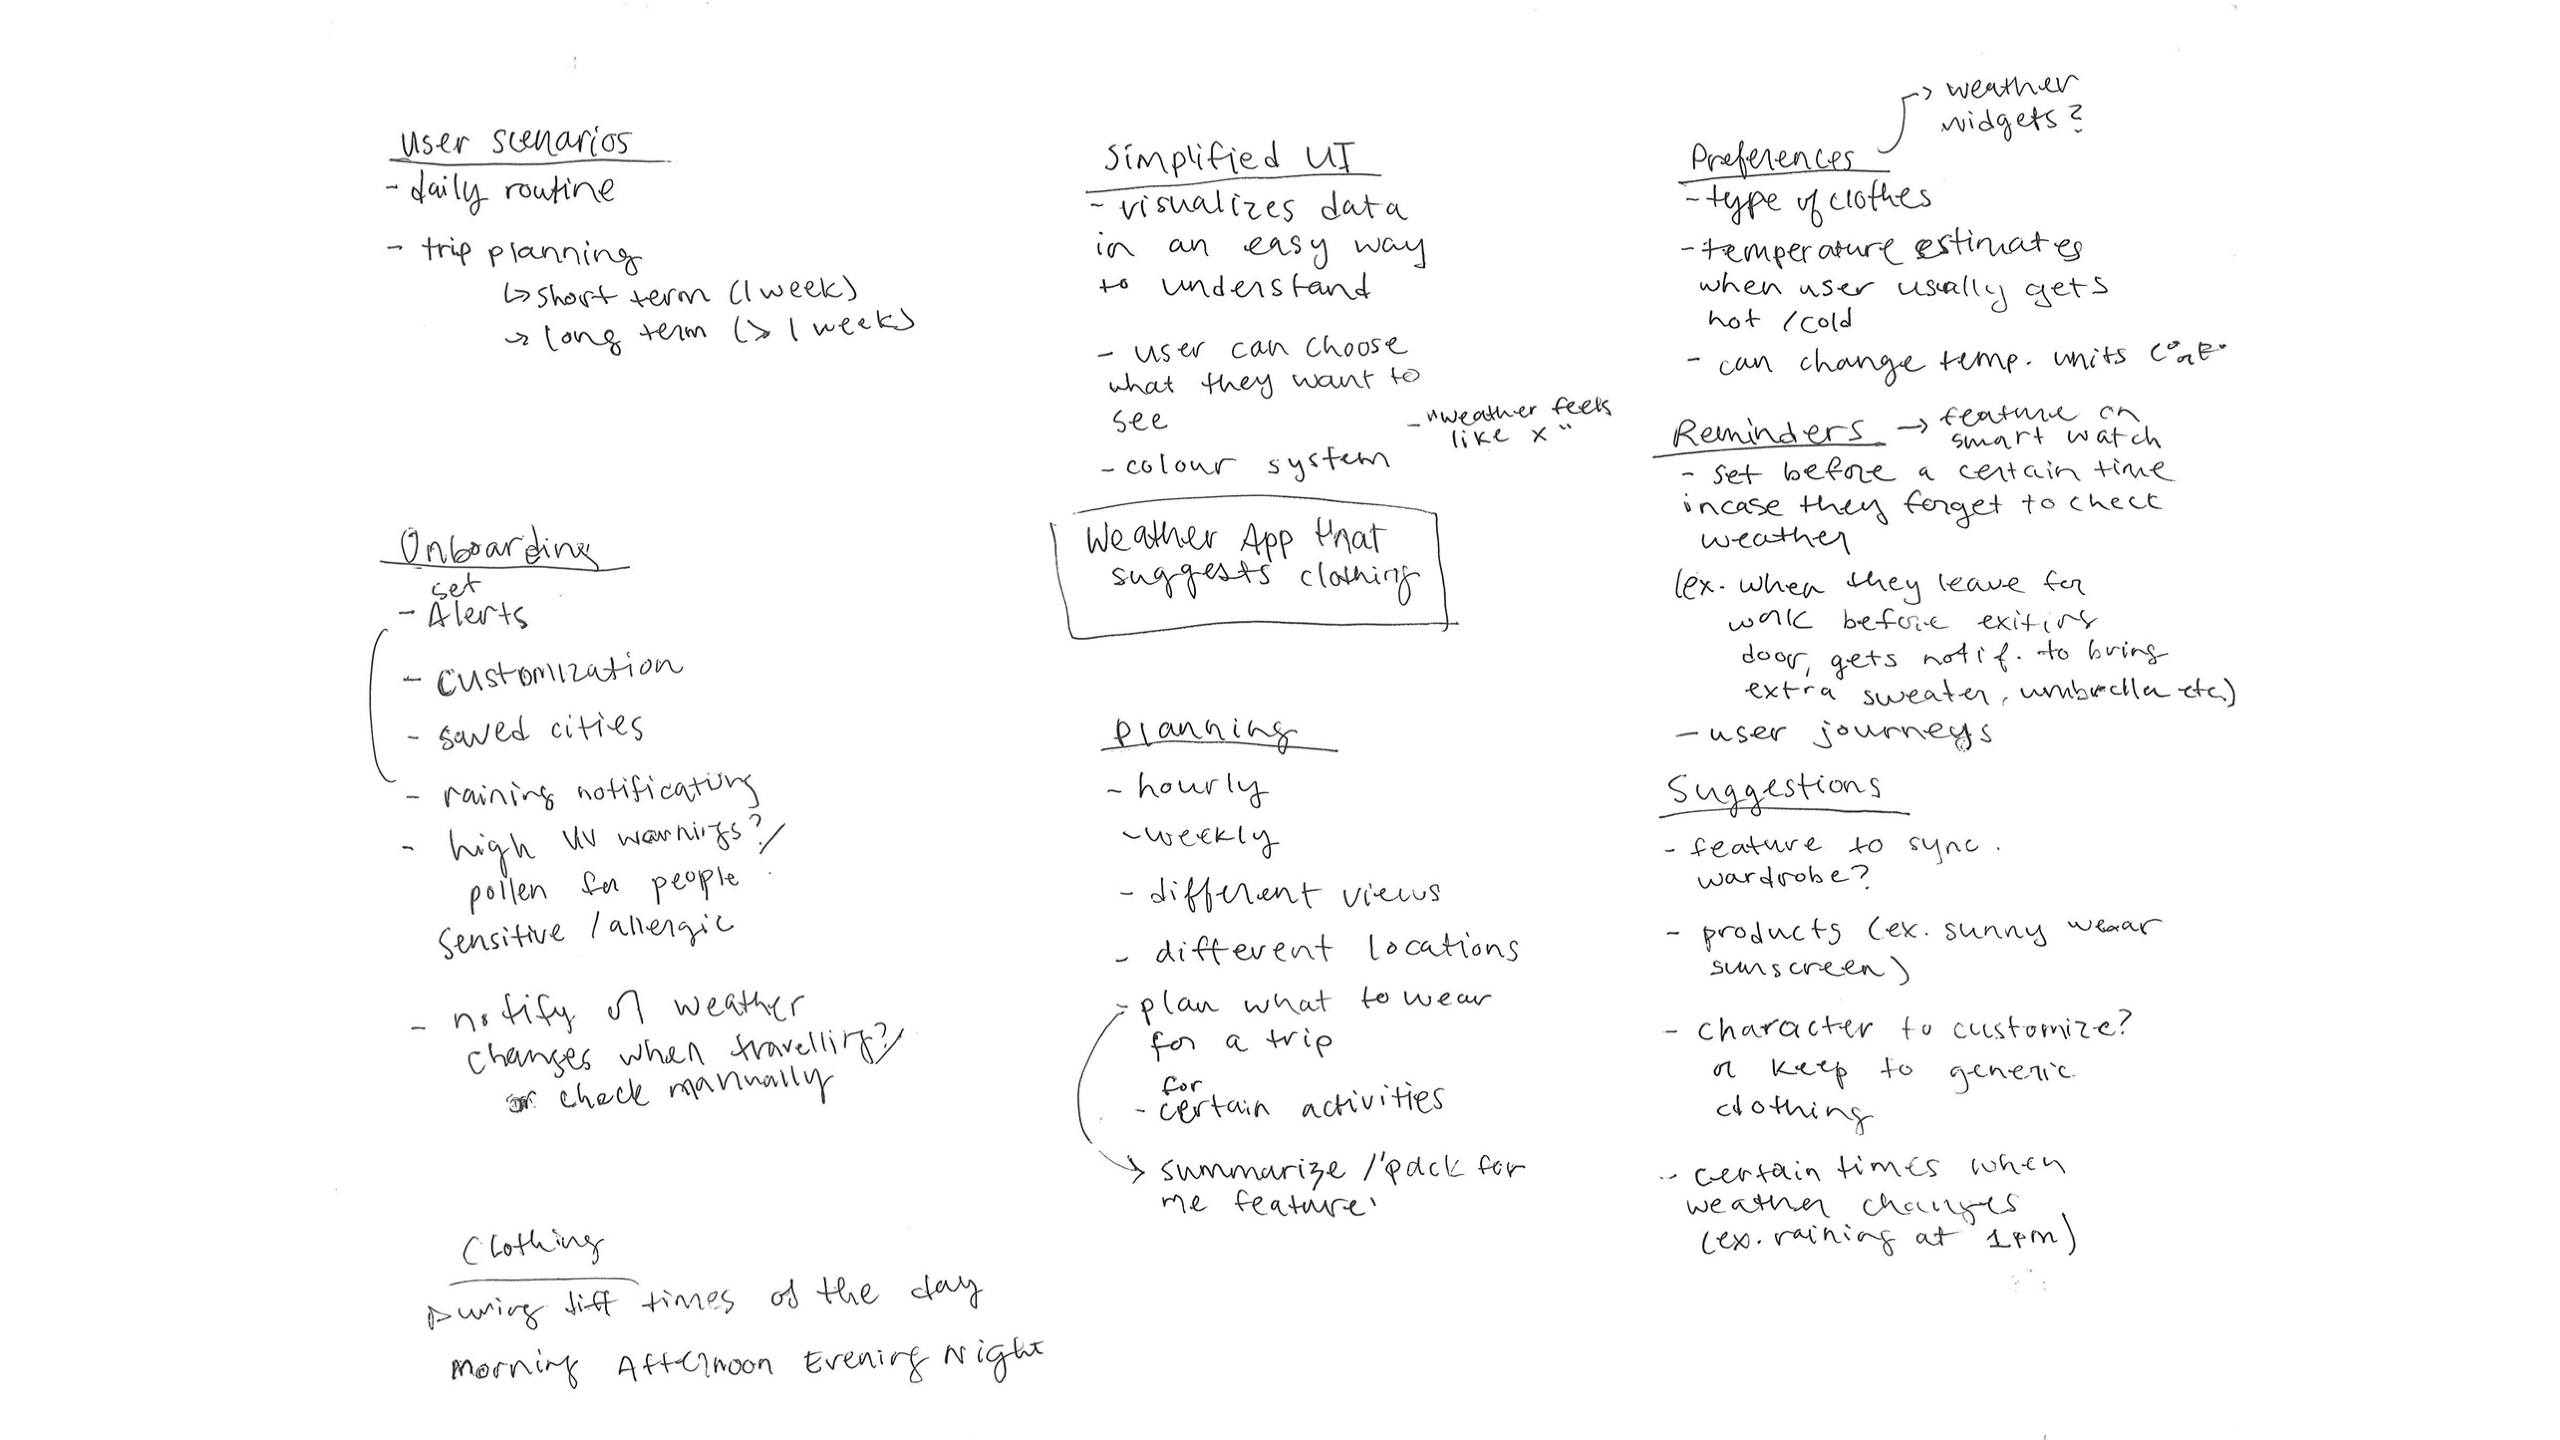 User scenarios
- daily routine
- trip planning
↳ short term (1 week)
→ long term (> 1 week)
Onboarding
set
- Alerts
- customization
- saved cities
- raining notifications
- high UV warnings?/
pollen for people
sensitive / allergic
- notify of weather
changes when travelling?/
or check mannually
Clothing
During diff times of the day
Morning Afternoon Evening Night
Simplified UI
- visualizes data
in an easy way
to understand
- user can choose
what they want to
see
- "weather feels
like x"
- colour system
Weather App that
suggests clothing
Planning
- hourly
- weekly
- different views
- different locations
- plan what to wear
for a trip
for
- certain activities
→ summarize / 'pack for
me feature'
→ weather
widgets?
Preferences
- type of clothes
- temperature estimates
when user usually gets
hot / cold
- can change temp. units C° or F°
Reminders → feature on
smart watch
- set before a certain time
incase they forget to check
weather
(ex. when they leave for
work before exiting
door, gets notif. to bring
extra sweater, umbrella etc.)
- user journeys
Suggestions
- feature to sync.
wardrobe?
- products (ex. sunny wear
sunscreen)
- character to customize?
or keep to generic
clothing
- certain times when
weather changes
(ex. raining at 1pm)